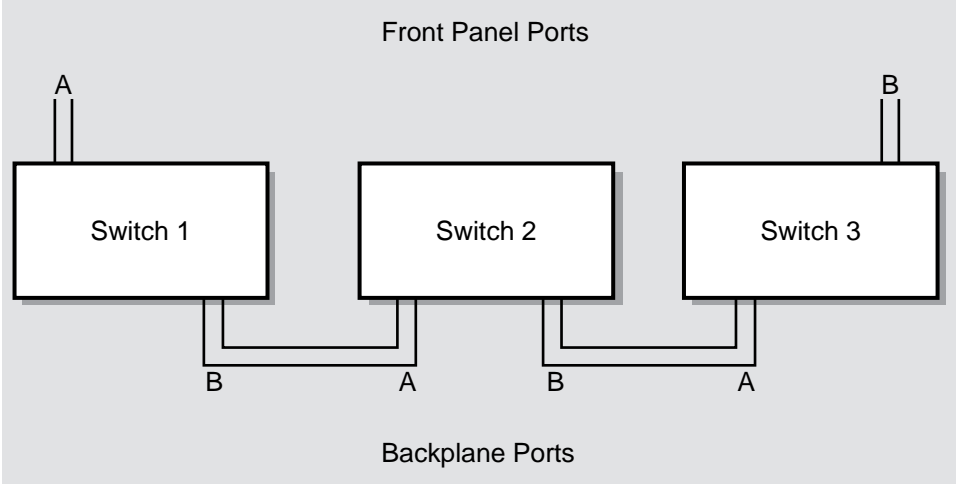 Front Panel Ports
A B
Switch 1 Switch 2 Switch 3
B A B A
Backplane Ports